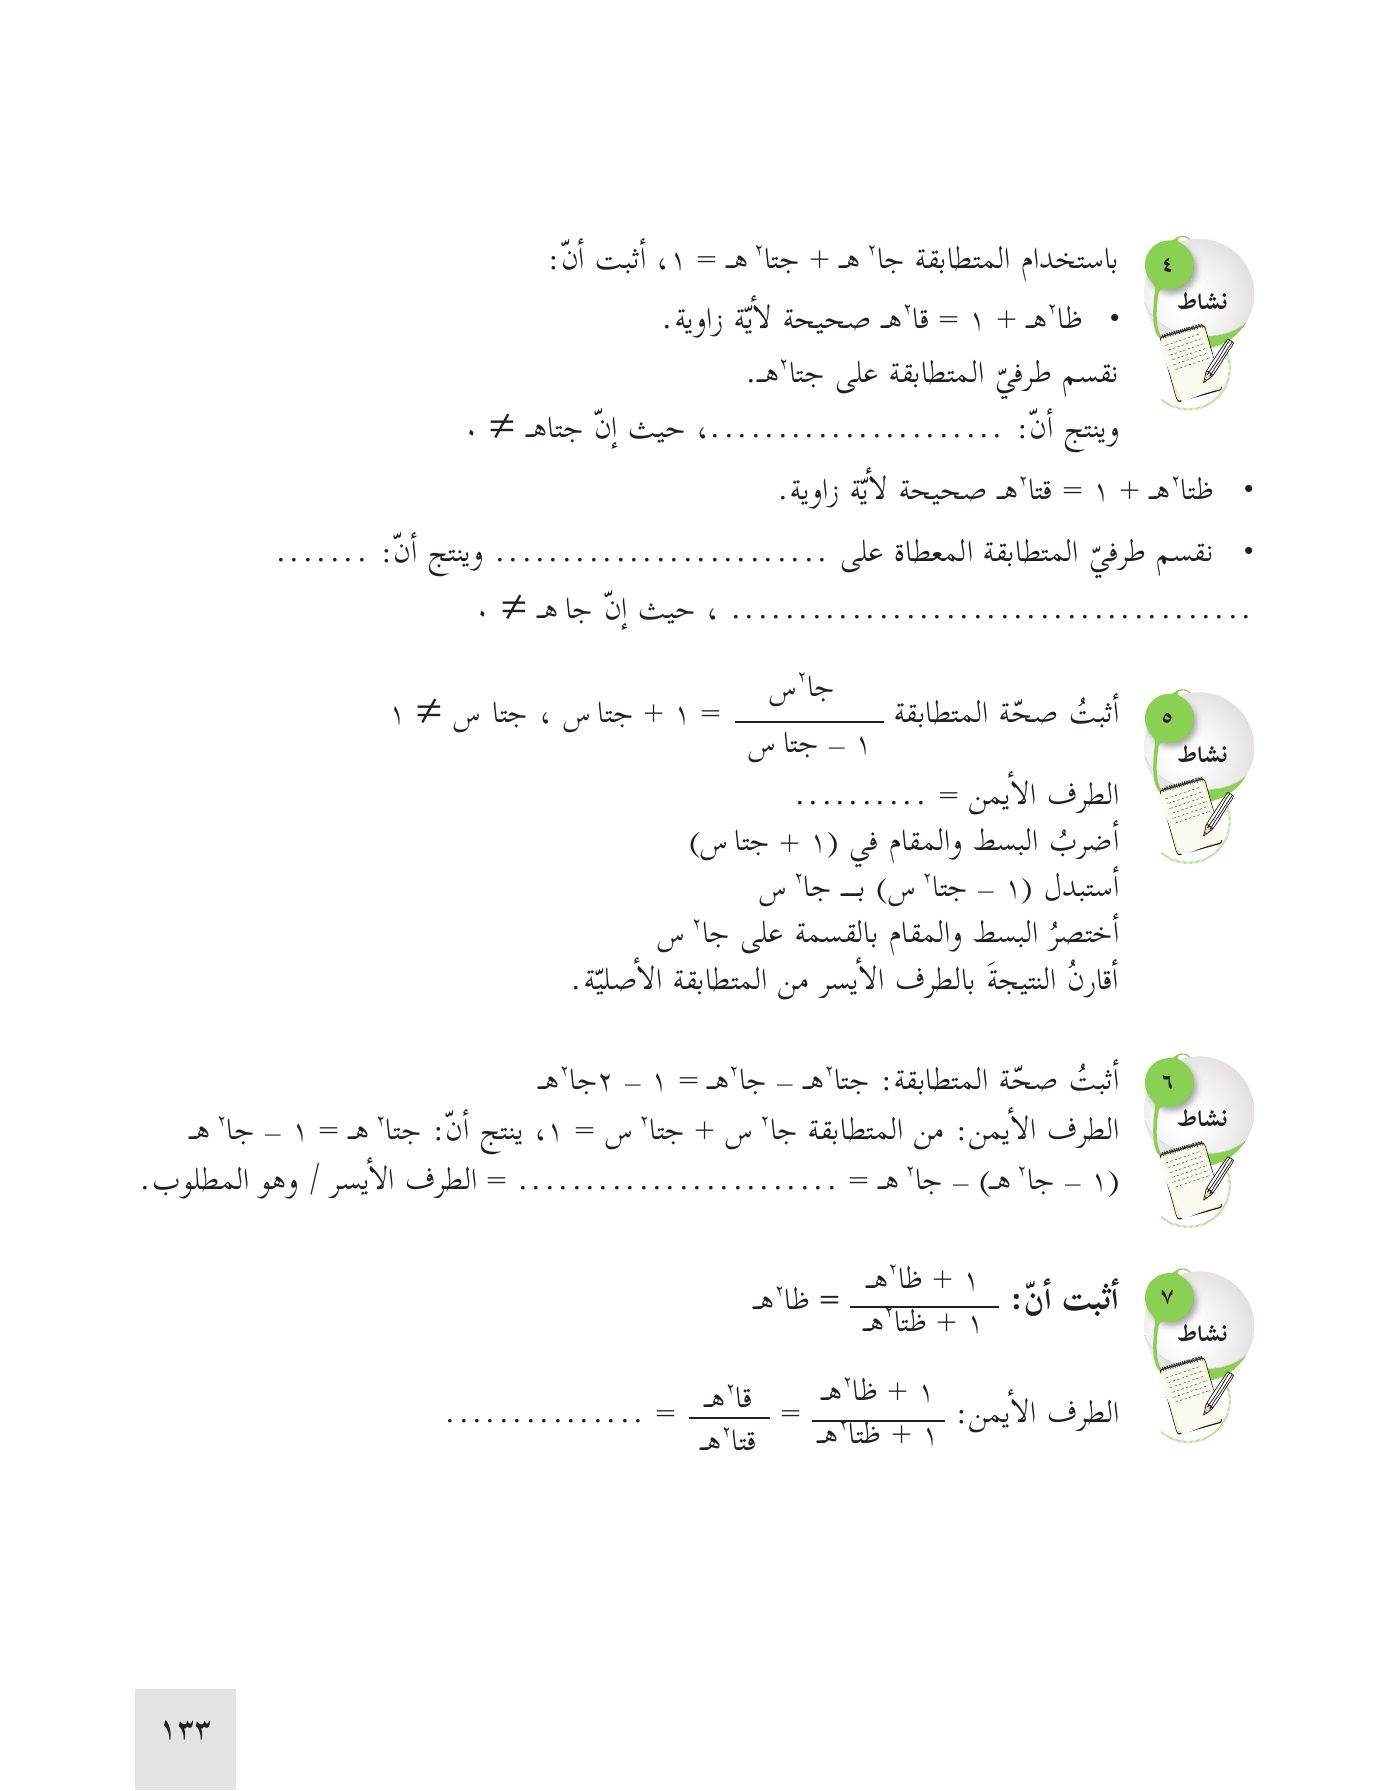 ٤
نشاط
باستخدام المتطابقة جا٢ هـ + جتا٢ هـ = ١، أثبت أنّ:
• ظا٢هـ + ١ = قا٢هـ صحيحة لأيّة زاوية.
نقسم طرفيّ المتطابقة على جتا٢هـ.
وينتج أنّ: ......................، حيث إنّ جتاهـ ≠ ٠
• ظتا٢هـ + ١ = قتا٢هـ صحيحة لأيّة زاوية.
• نقسم طرفيّ المتطابقة المعطاة على ......................... وينتج أنّ: .......
....................................... ، حيث إنّ جا هـ ≠ ٠
٥
نشاط
أثبتُ صحّة المتطابقة جا٢س / ١ – جتا س = ١ + جتا س ، جتا س ≠ ١
الطرف الأيمن = ..........
أضربُ البسط والمقام في (١ + جتا س)
أستبدل (١ – جتا٢ س) بـ جا٢ س
أختصرُ البسط والمقام بالقسمة على جا٢ س
أقارنُ النتيجةَ بالطرف الأيسر من المتطابقة الأصليّة.
٦
نشاط
أثبتُ صحّة المتطابقة: جتا٢هـ – جا٢هـ = ١ – ٢جا٢هـ
الطرف الأيمن: من المتطابقة جا٢ س + جتا٢ س = ١، ينتج أنّ: جتا٢ هـ = ١ – جا٢ هـ
(١ – جا٢ هـ) – جا٢ هـ = ........................ = الطرف الأيسر / وهو المطلوب.
٧
نشاط
أثبت أنّ: ١ + ظا٢هـ / ١ + ظتا٢هـ = ظا٢هـ
الطرف الأيمن: ١ + ظا٢هـ / ١ + ظتا٢هـ = قا٢هـ / قتا٢هـ = ...............
١٣٣